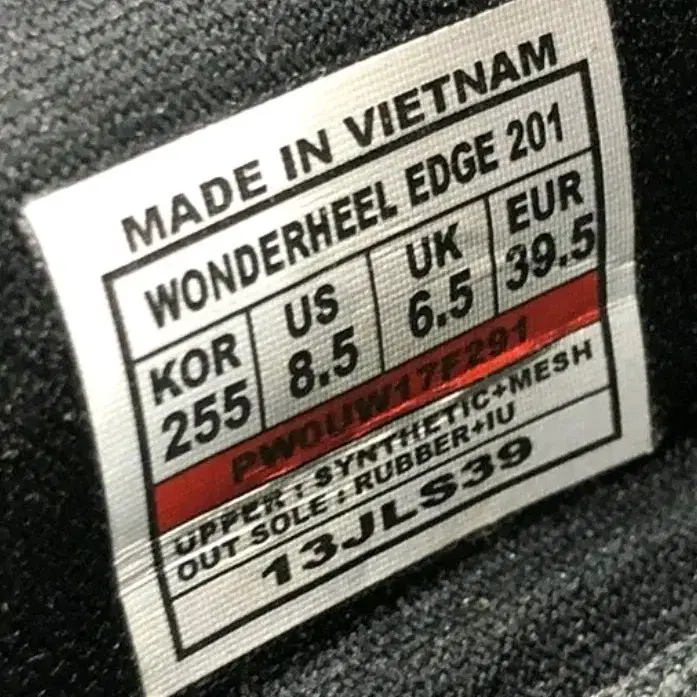 MADE IN VIETNAM
WONDERHEEL EDGE 201
KOR US UK EUR
255 8.5 6.5 39.5
PWOUW17F291
UPPER : SYNTHETIC+MESH
OUT SOLE : RUBBER+IU
13JLS39